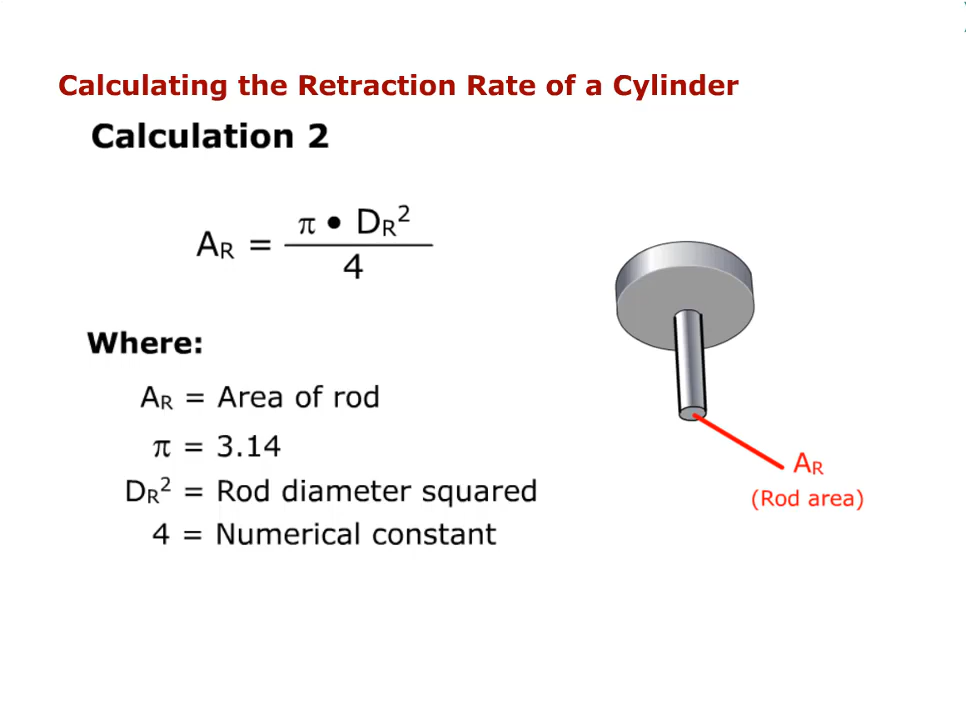 Calculating the Retraction Rate of a Cylinder
Calculation 2
A_R = π • D_R² / 4
Where:
A_R = Area of rod
π = 3.14
D_R² = Rod diameter squared
4 = Numerical constant
A_R
(Rod area)